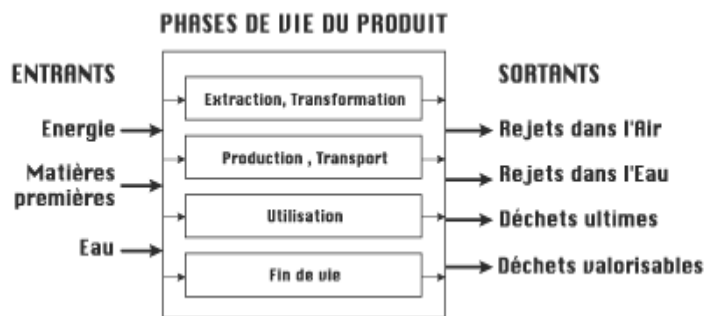 PHASES DE VIE DU PRODUIT
ENTRANTS
Energie
Matières
premières
Eau
Extraction, Transformation
Production , Transport
Utilisation
Fin de vie
SORTANTS
Rejets dans l'Air
Rejets dans l'Eau
Déchets ultimes
Déchets valorisables